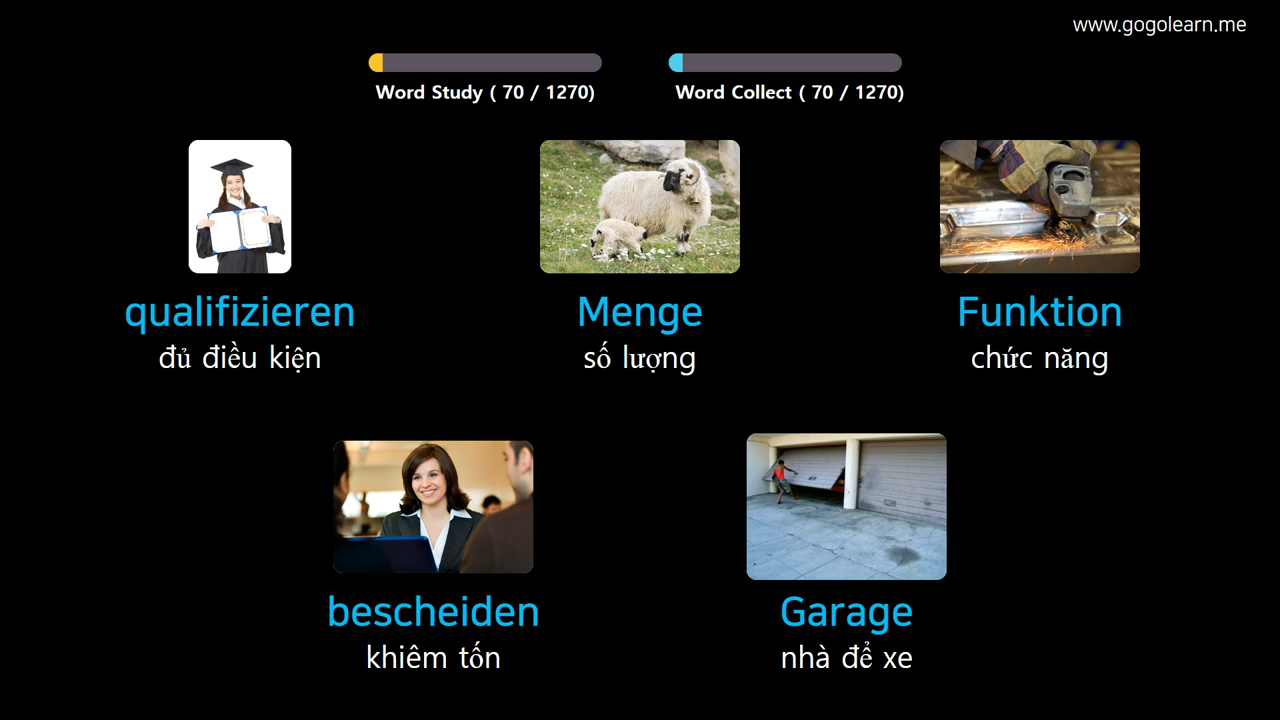 www.gogolearn.me
Word Study ( 70 / 1270)
Word Collect ( 70 / 1270)
qualifizieren
đủ điều kiện
Menge
số lượng
Funktion
chức năng
bescheiden
khiêm tốn
Garage
nhà để xe